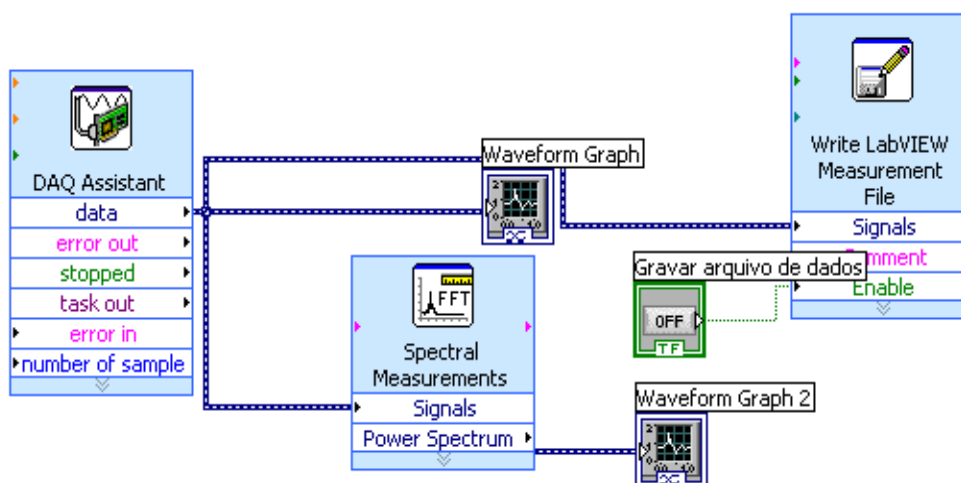 DAQ Assistant
data
error out
stopped
task out
error in
number of sample
Waveform Graph
FFT
Spectral
Measurements
Signals
Power Spectrum
Write LabVIEW
Measurement
File
Signals
Enable
Gravar arquivo de dados
OFF
TF
Waveform Graph 2